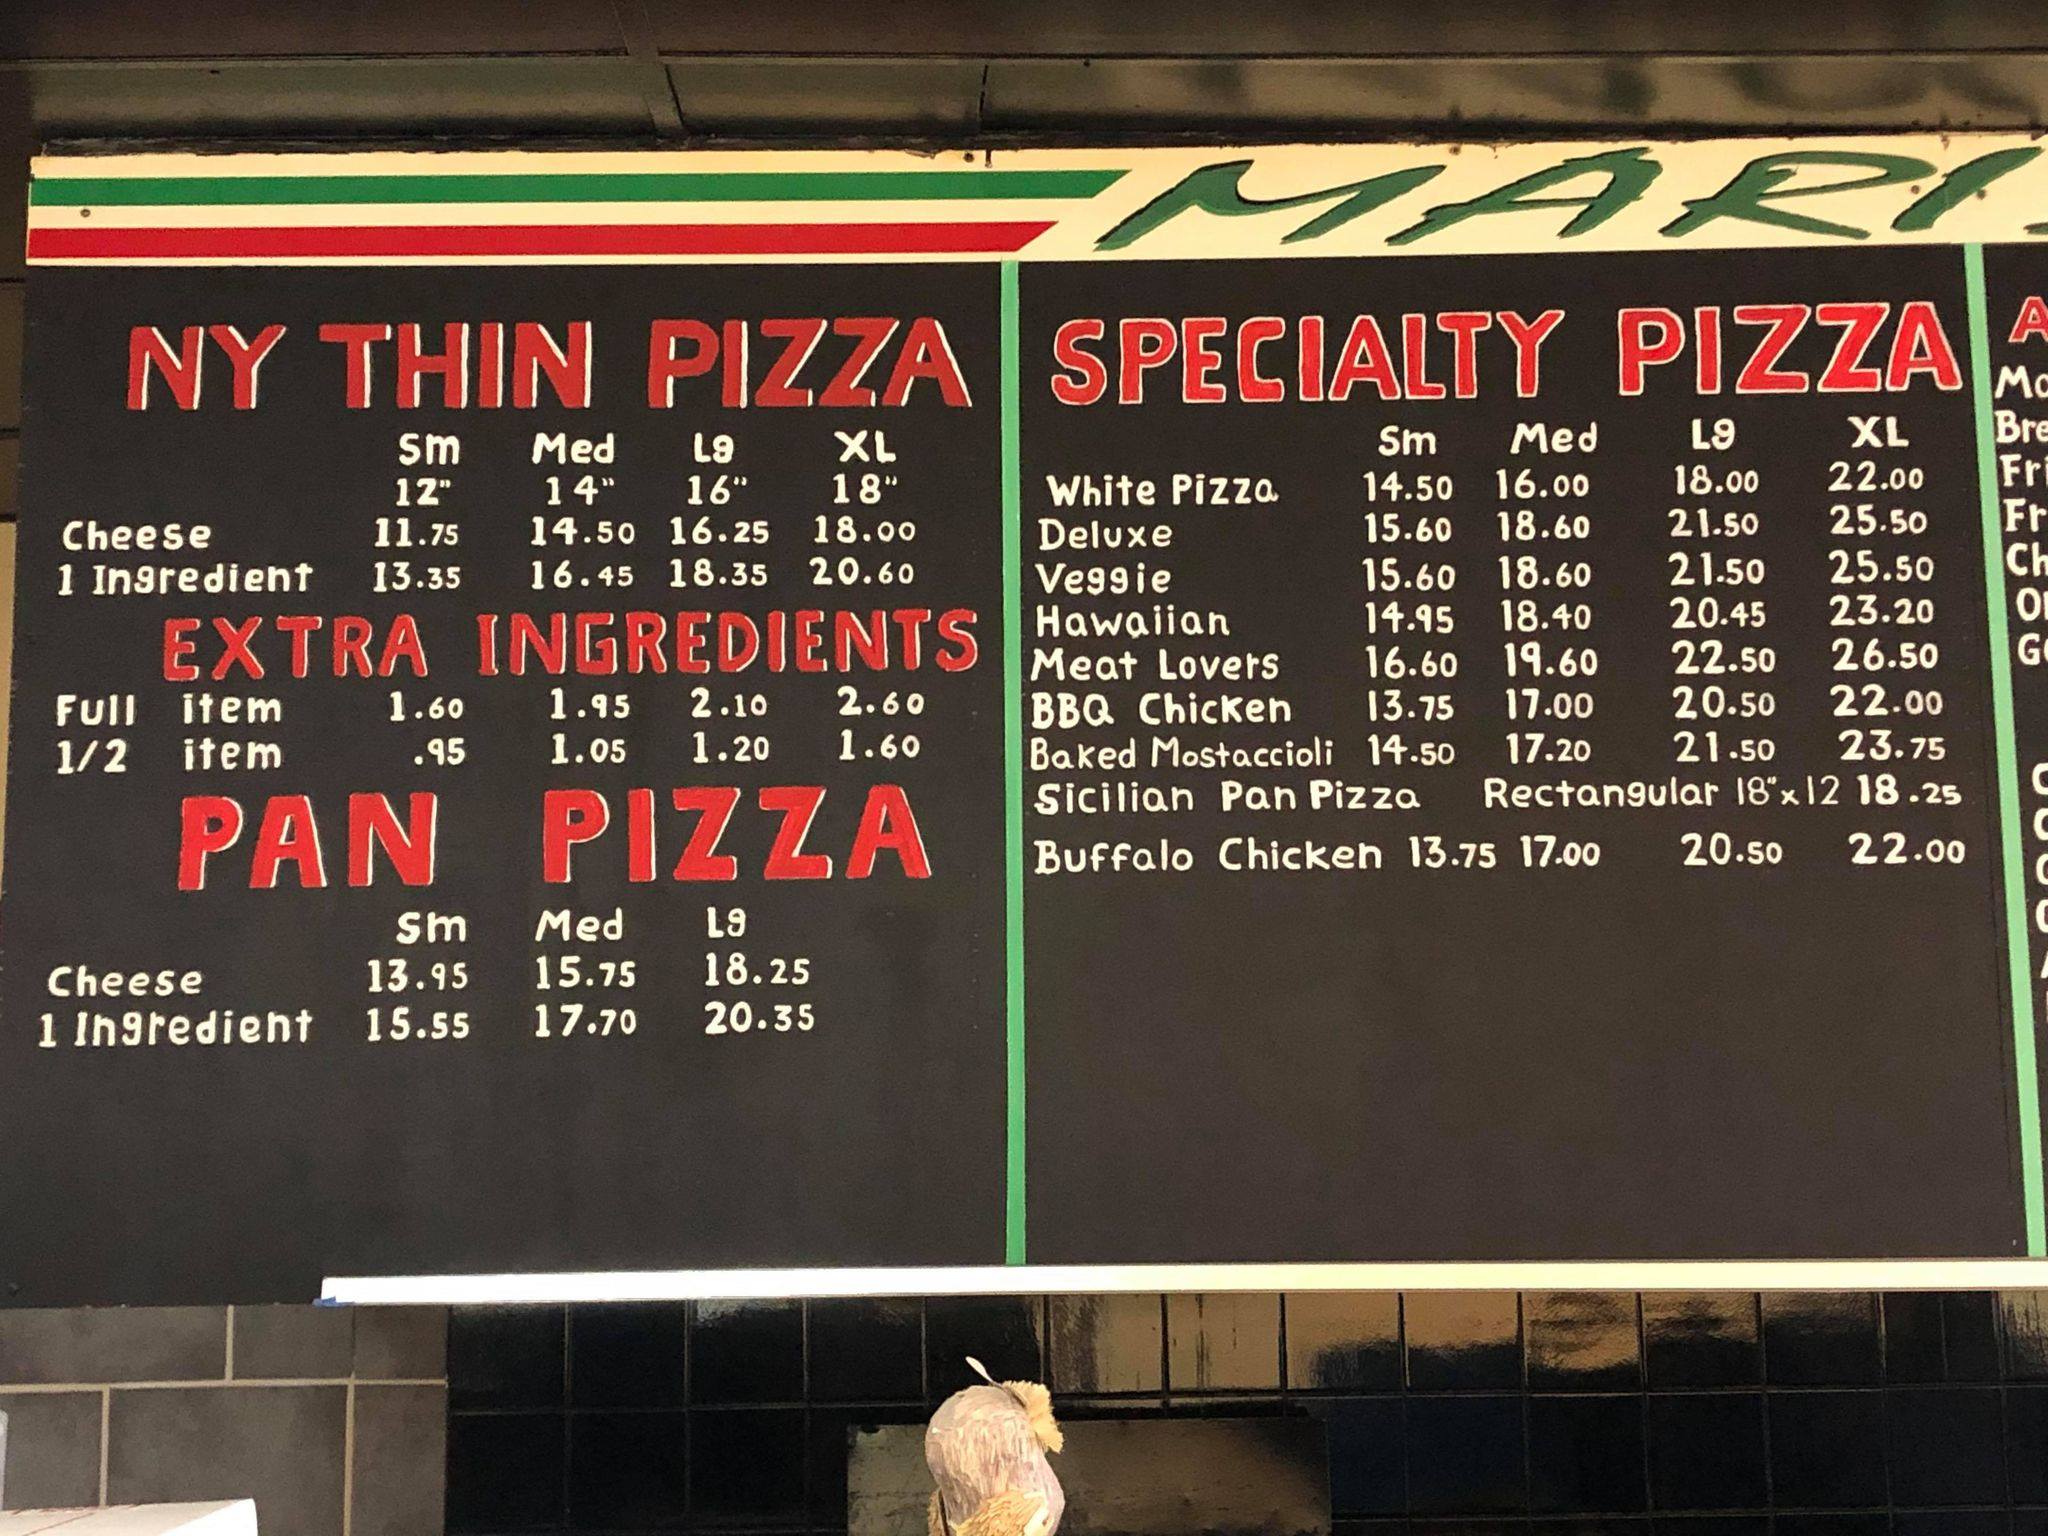 MARI
NY THIN PIZZA
Sm Med Lg XL
12" 14" 16" 18"
Cheese 11.75 14.50 16.25 18.00
1 Ingredient 13.35 16.45 18.35 20.60
EXTRA INGREDIENTS
Full item 1.60 1.95 2.10 2.60
1/2 item .95 1.05 1.20 1.60
PAN PIZZA
Sm Med Lg
Cheese 13.95 15.75 18.25
1 Ingredient 15.55 17.70 20.35
SPECIALTY PIZZA
Sm Med Lg XL
White Pizza 14.50 16.00 18.00 22.00
Deluxe 15.60 18.60 21.50 25.50
Veggie 15.60 18.60 21.50 25.50
Hawaiian 14.95 18.40 20.45 23.20
Meat Lovers 16.60 19.60 22.50 26.50
BBQ Chicken 13.75 17.00 20.50 22.00
Baked Mostaccioli 14.50 17.20 21.50 23.75
Sicilian Pan Pizza Rectangular 18"x12 18.25
Buffalo Chicken 13.75 17.00 20.50 22.00